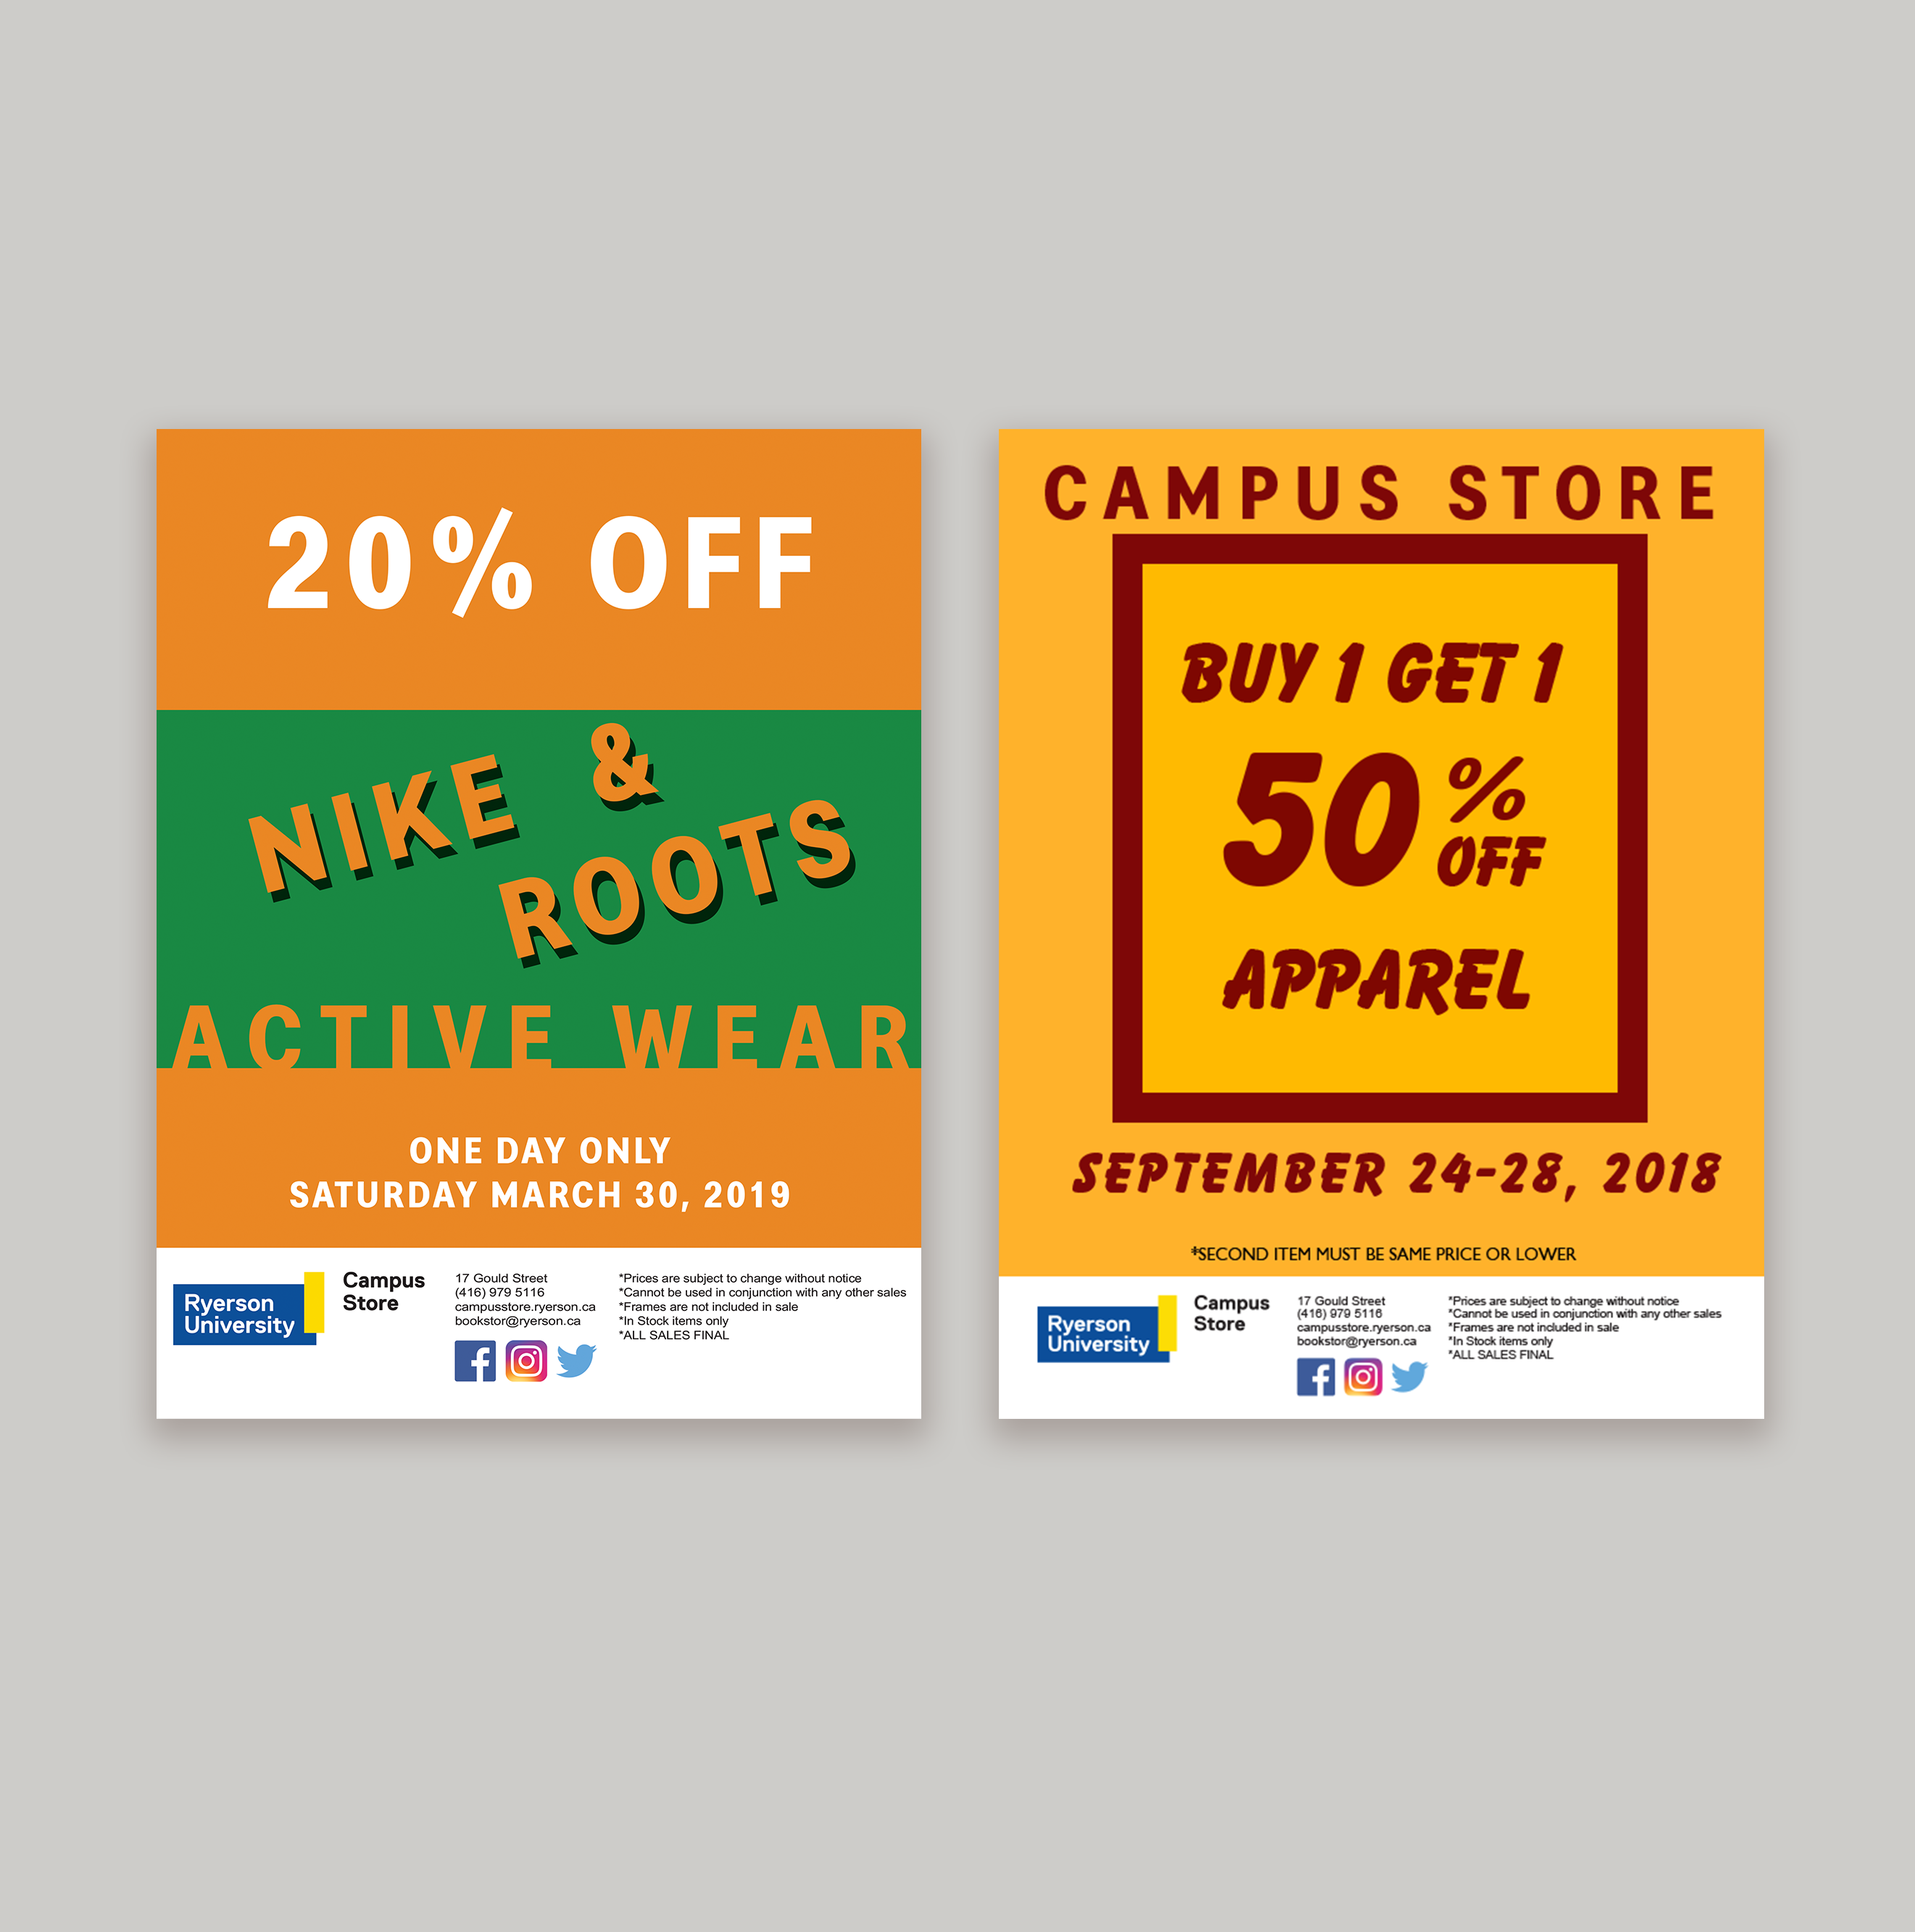 20% OFF
NIKE &
ROOTS
ACTIVE WEAR
ONE DAY ONLY
SATURDAY MARCH 30, 2019
Ryerson
University
Campus
Store
17 Gould Street
(416) 979 5116
campusstore.ryerson.ca
bookstor@ryerson.ca
*Prices are subject to change without notice
*Cannot be used in conjunction with any other sales
*Frames are not included in sale
*In Stock items only
*ALL SALES FINAL
CAMPUS STORE
BUY 1 GET 1
50%
OFF
APPAREL
SEPTEMBER 24-28, 2018
*SECOND ITEM MUST BE SAME PRICE OR LOWER
Ryerson
University
Campus
Store
17 Gould Street
(416) 979 5116
campusstore.ryerson.ca
bookstor@ryerson.ca
*Prices are subject to change without notice
*Cannot be used in conjunction with any other sales
*Frames are not included in sale
*In Stock items only
*ALL SALES FINAL